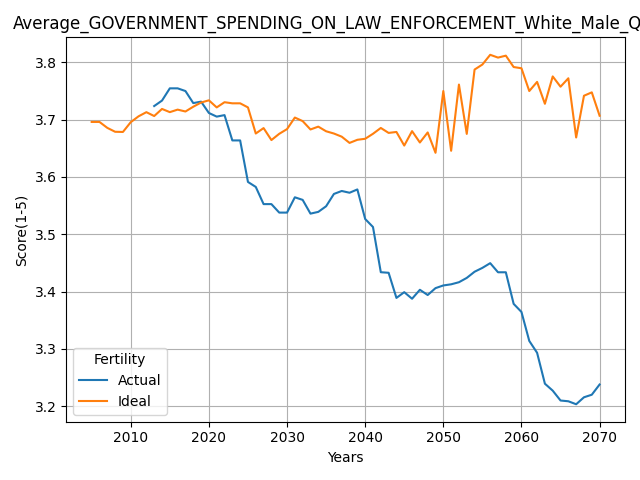 Average_GOVERNMENT_SPENDING_ON_LAW_ENFORCEMENT_White_Male_Q
3.8
3.7
3.6
3.5
3.4
3.3
3.2
Score(1-5)
Fertility
Actual
Ideal
2010 2020 2030 2040 2050 2060 2070
Years